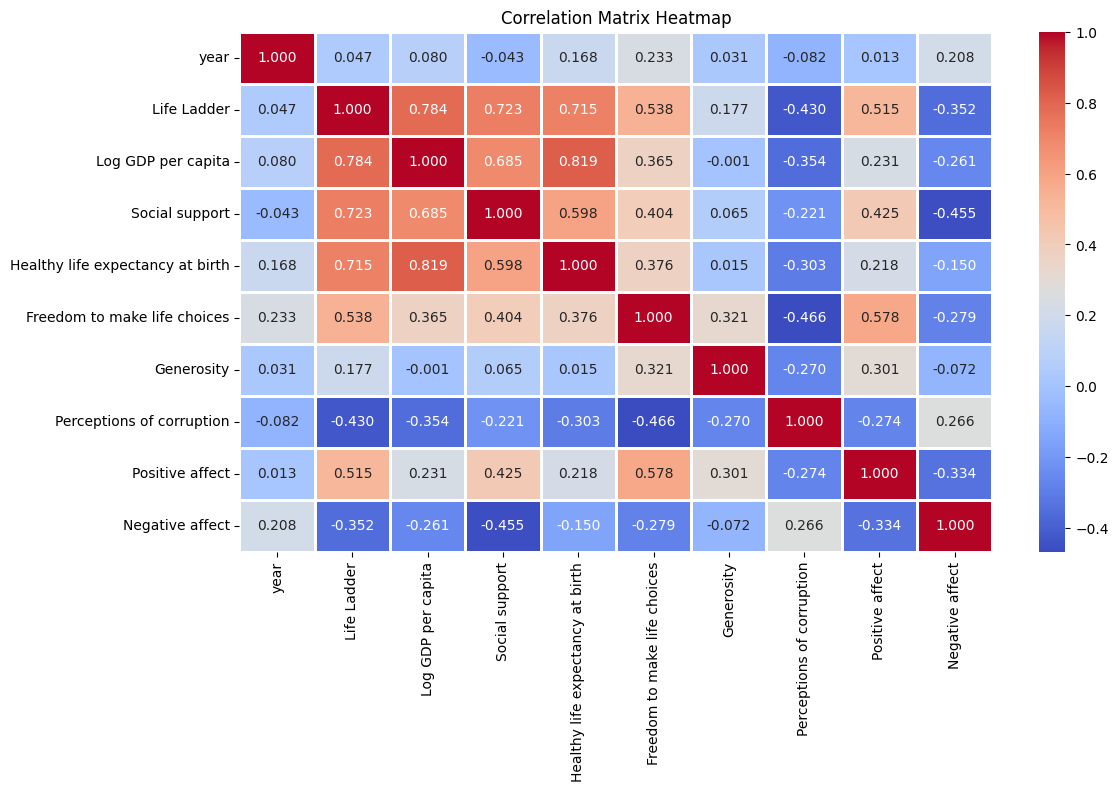 Correlation Matrix Heatmap
year 1.000 0.047 0.080 -0.043 0.168 0.233 0.031 -0.082 0.013 0.208
Life Ladder 0.047 1.000 0.784 0.723 0.715 0.538 0.177 -0.430 0.515 -0.352
Log GDP per capita 0.080 0.784 1.000 0.685 0.819 0.365 -0.001 -0.354 0.231 -0.261
Social support -0.043 0.723 0.685 1.000 0.598 0.404 0.065 -0.221 0.425 -0.455
Healthy life expectancy at birth 0.168 0.715 0.819 0.598 1.000 0.376 0.015 -0.303 0.218 -0.150
Freedom to make life choices 0.233 0.538 0.365 0.404 0.376 1.000 0.321 -0.466 0.578 -0.279
Generosity 0.031 0.177 -0.001 0.065 0.015 0.321 1.000 -0.270 0.301 -0.072
Perceptions of corruption -0.082 -0.430 -0.354 -0.221 -0.303 -0.466 -0.270 1.000 -0.274 0.266
Positive affect 0.013 0.515 0.231 0.425 0.218 0.578 0.301 -0.274 1.000 -0.334
Negative affect 0.208 -0.352 -0.261 -0.455 -0.150 -0.279 -0.072 0.266 -0.334 1.000
year
Life Ladder
Log GDP per capita
Social support
Healthy life expectancy at birth
Freedom to make life choices
Generosity
Perceptions of corruption
Positive affect
Negative affect
1.0
0.8
0.6
0.4
0.2
0.0
−0.2
−0.4